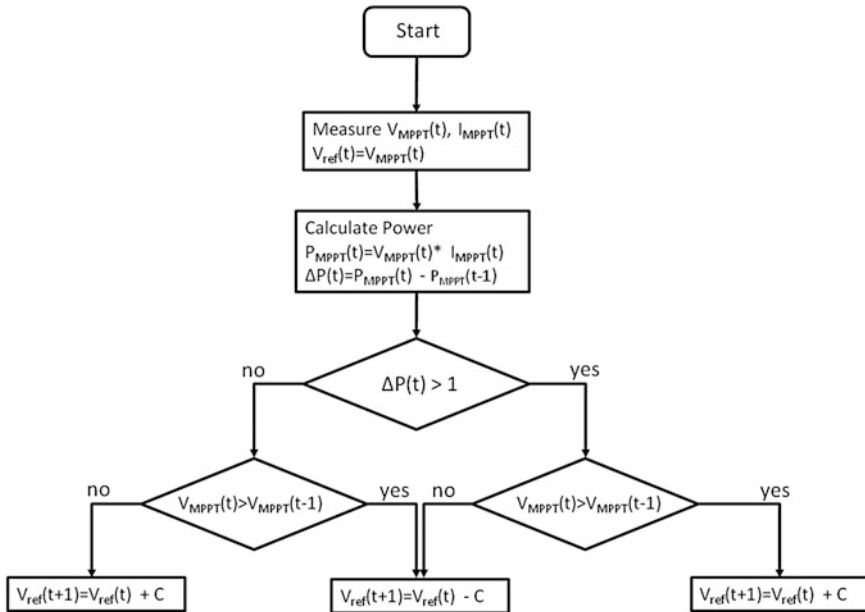 Start
Measure V_MPPT(t), I_MPPT(t)
V_ref(t)=V_MPPT(t)
Calculate Power
P_MPPT(t)=V_MPPT(t)* I_MPPT(t)
ΔP(t)=P_MPPT(t) - P_MPPT(t-1)
no
ΔP(t) > 1
yes
no
V_MPPT(t)>V_MPPT(t-1)
yes
no
V_MPPT(t)>V_MPPT(t-1)
yes
V_ref(t+1)=V_ref(t) + C
V_ref(t+1)=V_ref(t) - C
V_ref(t+1)=V_ref(t) + C